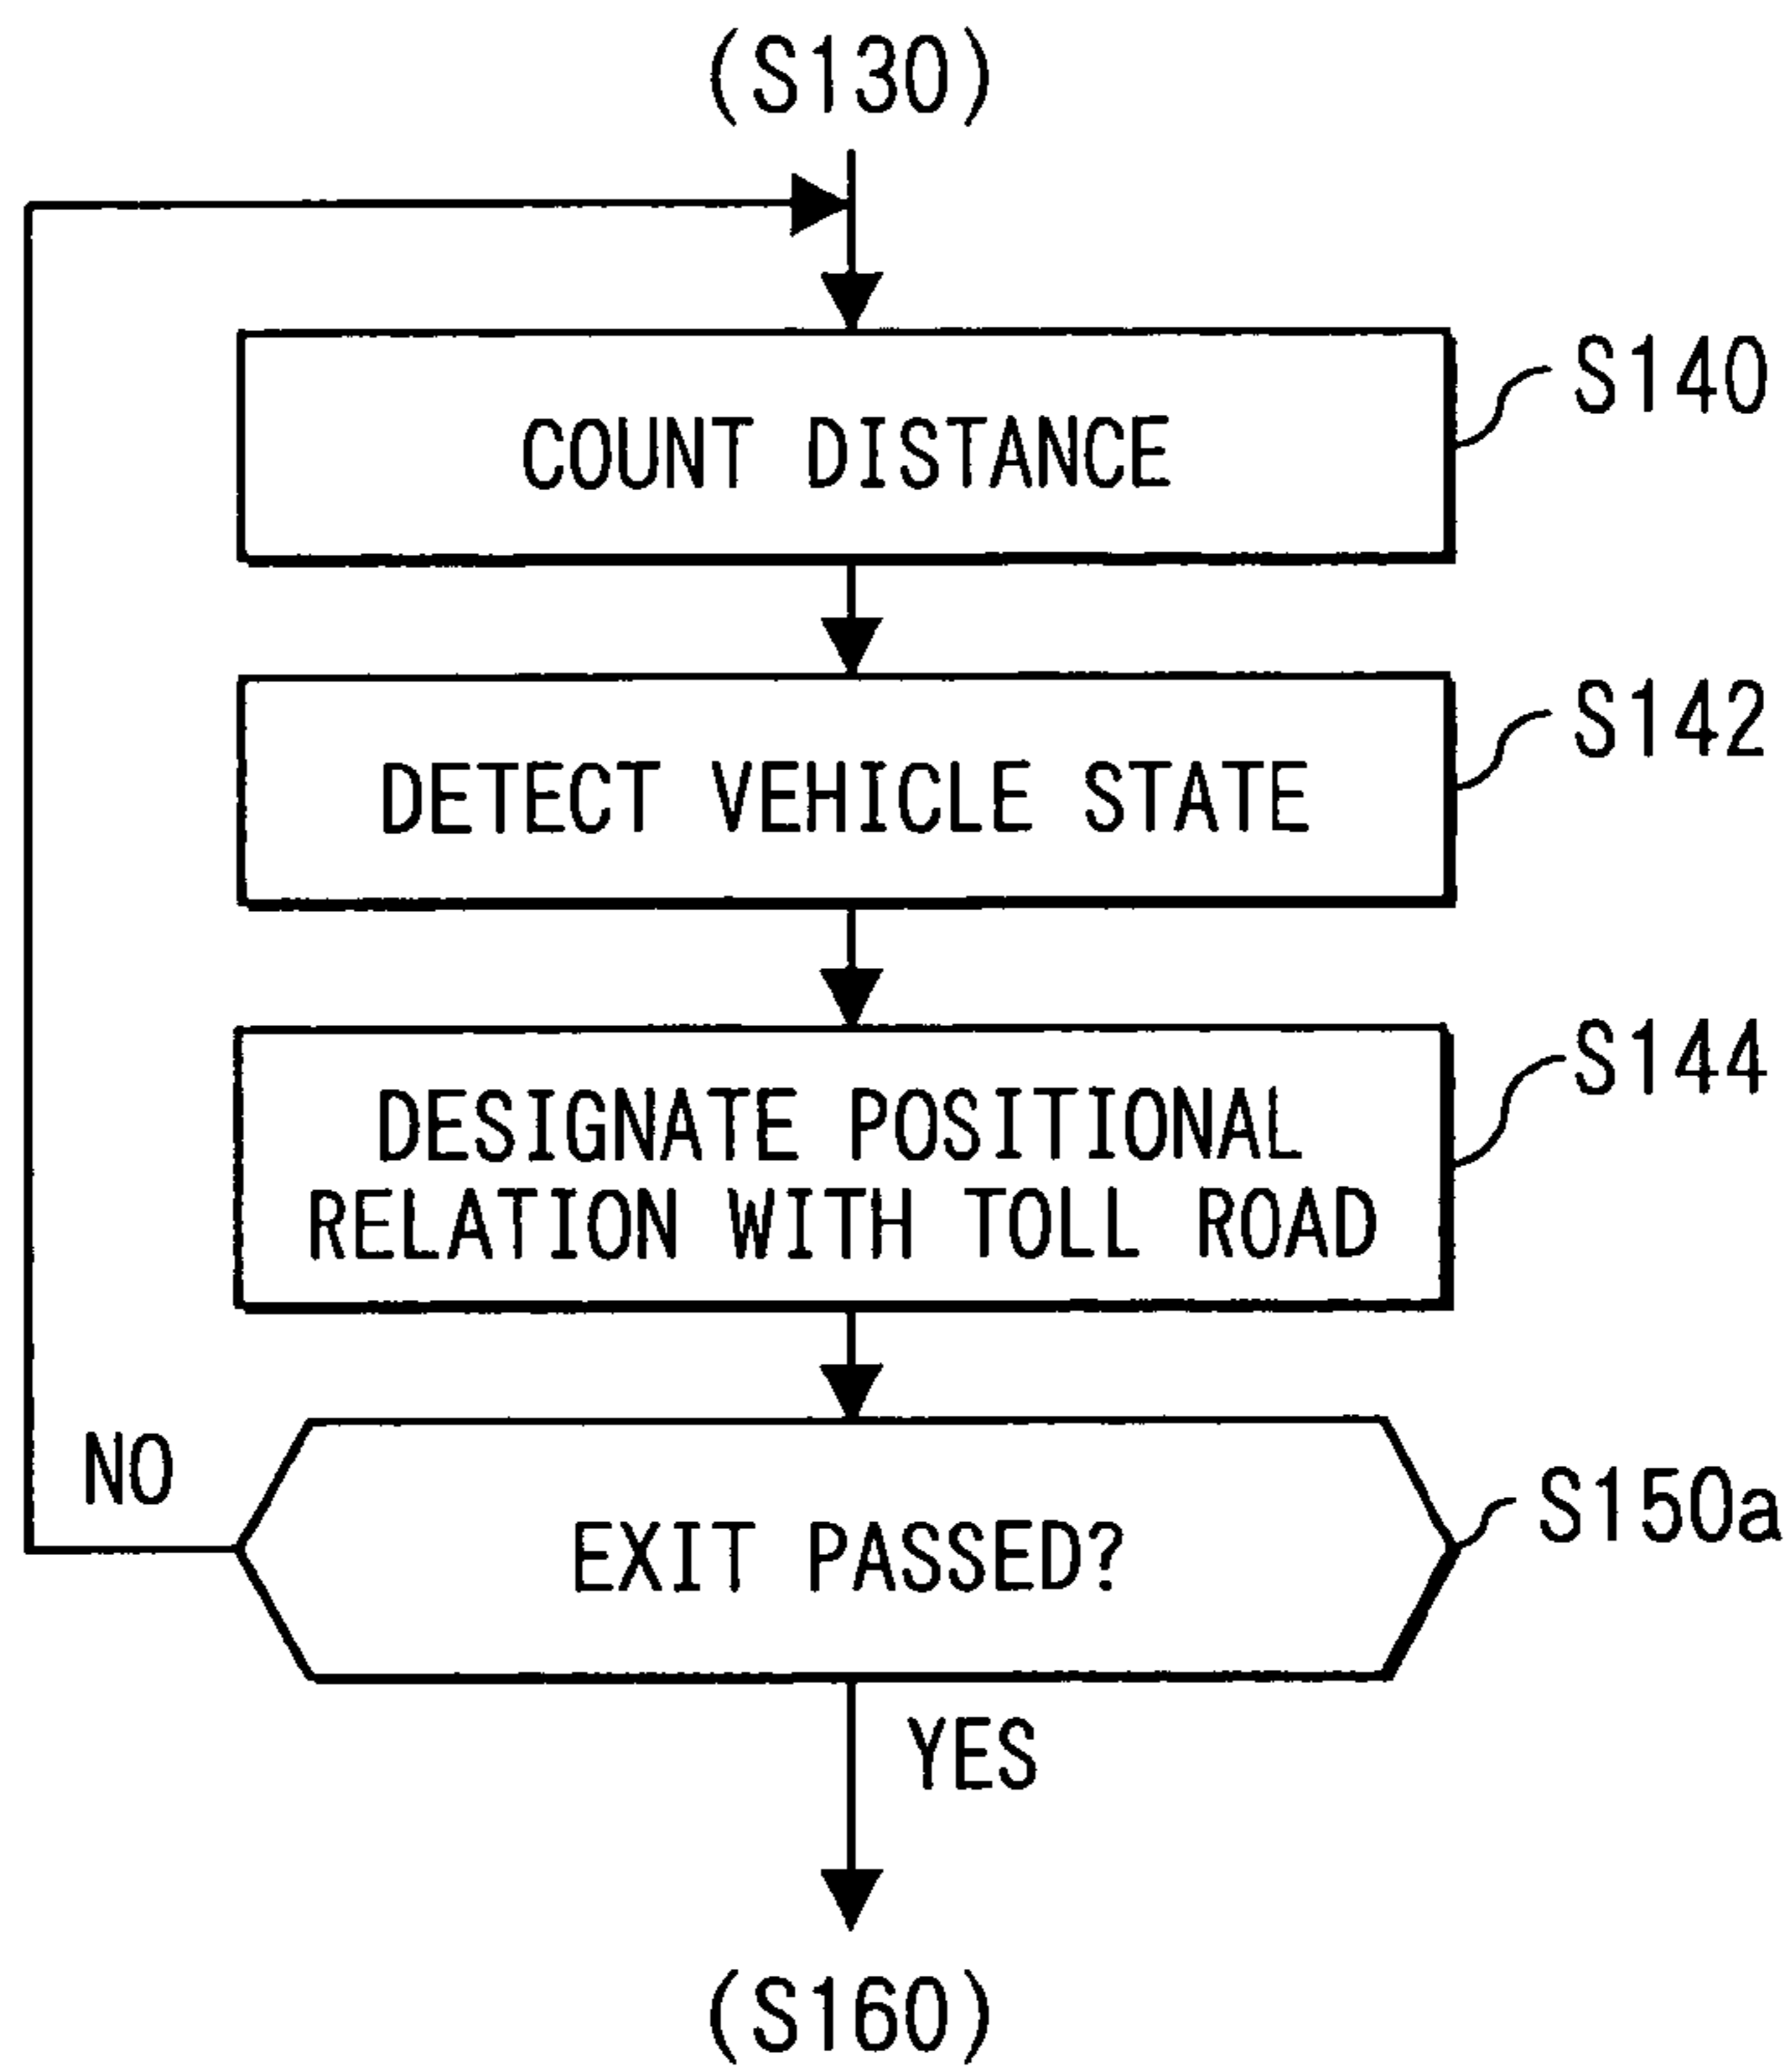 (S130)
COUNT DISTANCE
S140
DETECT VEHICLE STATE
S142
DESIGNATE POSITIONAL
RELATION WITH TOLL ROAD
S144
EXIT PASSED?
S150a
NO
YES
(S160)